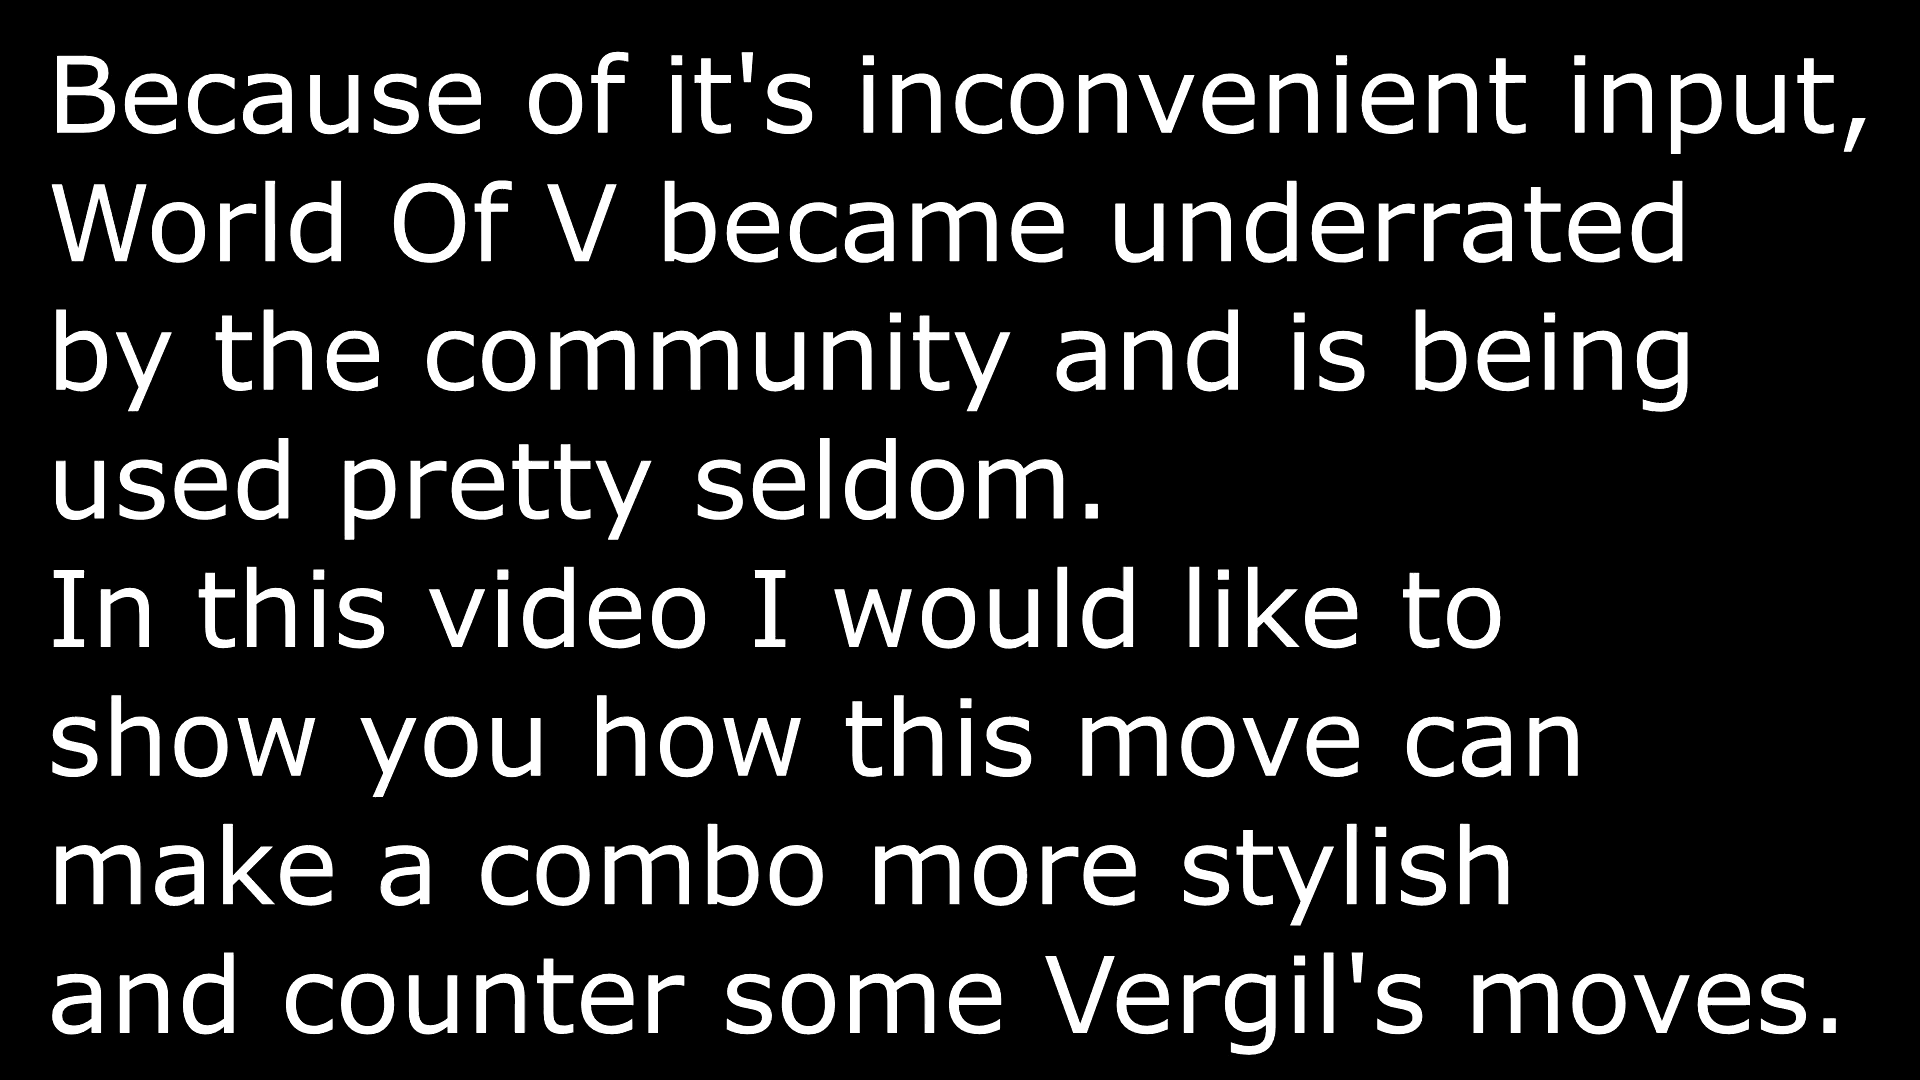 Because of it's inconvenient input,
World Of V became underrated
by the community and is being
used pretty seldom.
In this video I would like to
show you how this move can
make a combo more stylish
and counter some Vergil's moves.